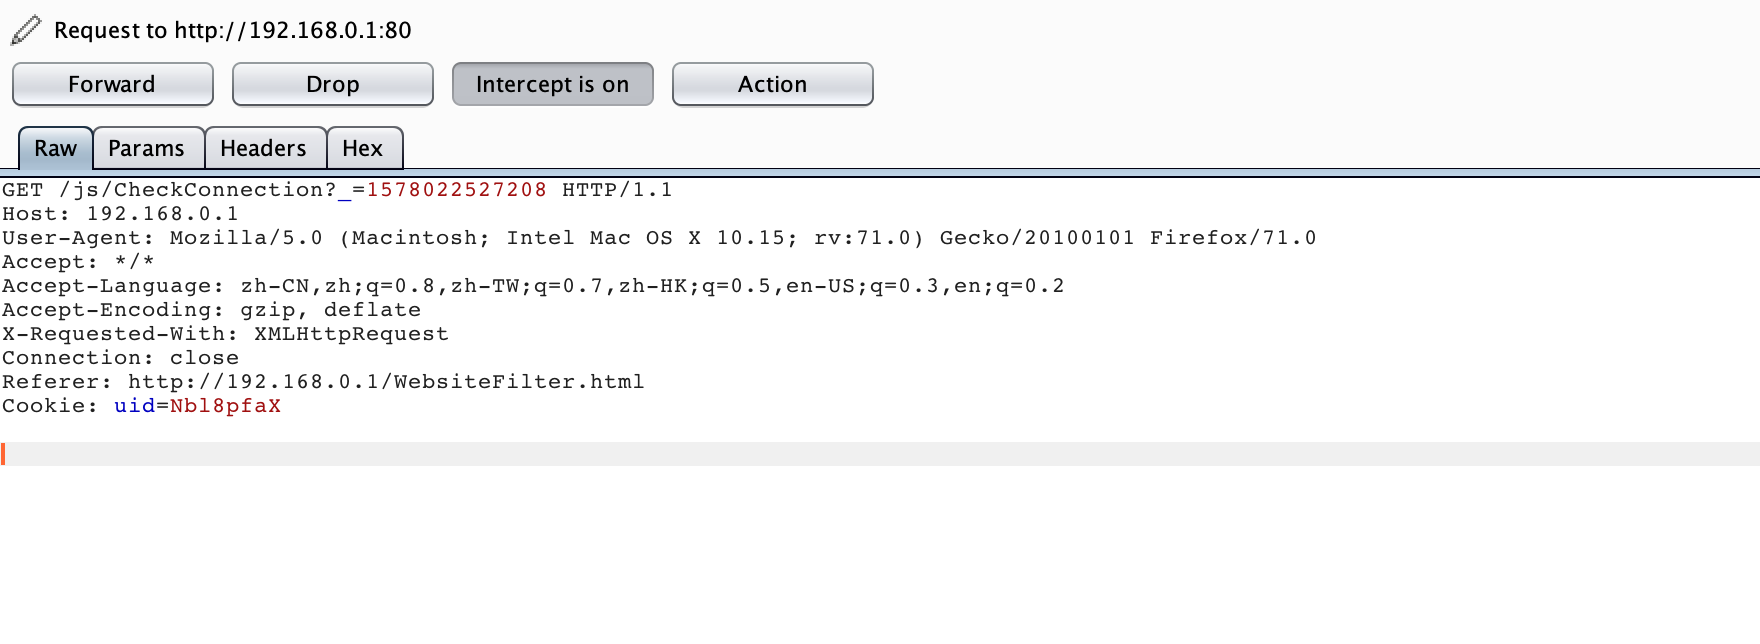 Request to http://192.168.0.1:80
Forward Drop Intercept is on Action
Raw Params Headers Hex
GET /js/CheckConnection?_=1578022527208 HTTP/1.1
Host: 192.168.0.1
User-Agent: Mozilla/5.0 (Macintosh; Intel Mac OS X 10.15; rv:71.0) Gecko/20100101 Firefox/71.0
Accept: */*
Accept-Language: zh-CN,zh;q=0.8,zh-TW;q=0.7,zh-HK;q=0.5,en-US;q=0.3,en;q=0.2
Accept-Encoding: gzip, deflate
X-Requested-With: XMLHttpRequest
Connection: close
Referer: http://192.168.0.1/WebsiteFilter.html
Cookie: uid=Nbl8pfaX